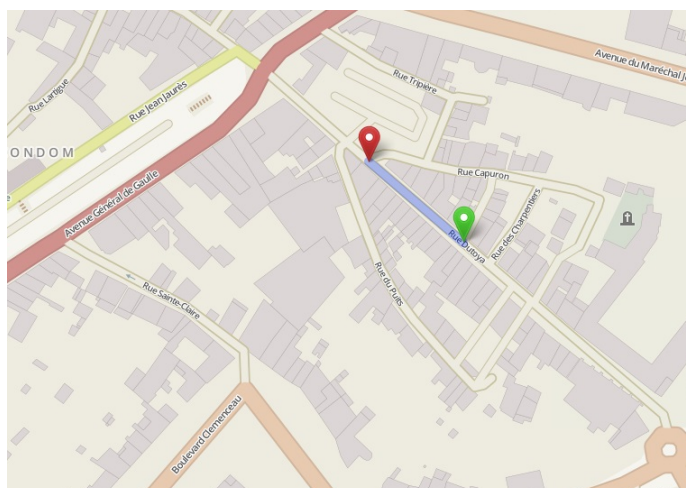 Avenue du Maréchal J
Rue Tripière
Rue Lartigue
Rue Jean Jaurès
ONDOM
Rue Capuron
Avenue Général de Gaulle
Rue des Charpentiers
Rue Dutoya
Rue du Puits
Rue Sainte-Claire
Boulevard Clemenceau